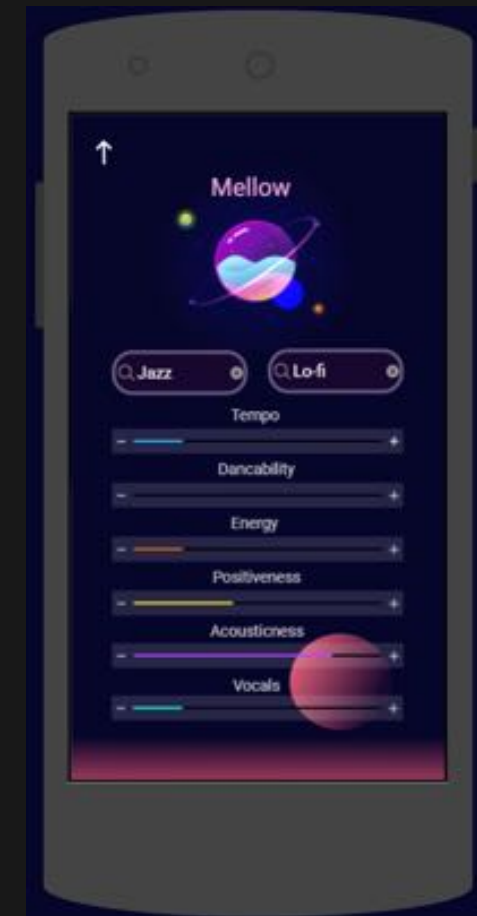 Mellow
Jazz Lo-fi
Tempo
Dancability
Energy
Positiveness
Acousticness
Vocals